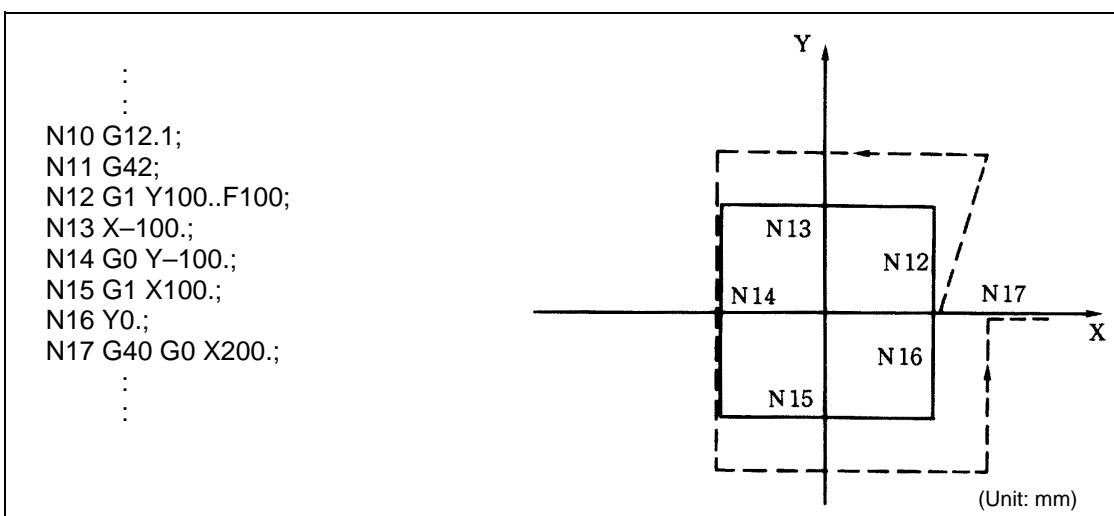 :
:
N10 G12.1;
N11 G42;
N12 G1 Y100..F100;
N13 X–100.;
N14 G0 Y–100.;
N15 G1 X100.;
N16 Y0.;
N17 G40 G0 X200.;
:
:
Y
N13
N12
N14
N17
X
N16
N15
(Unit: mm)